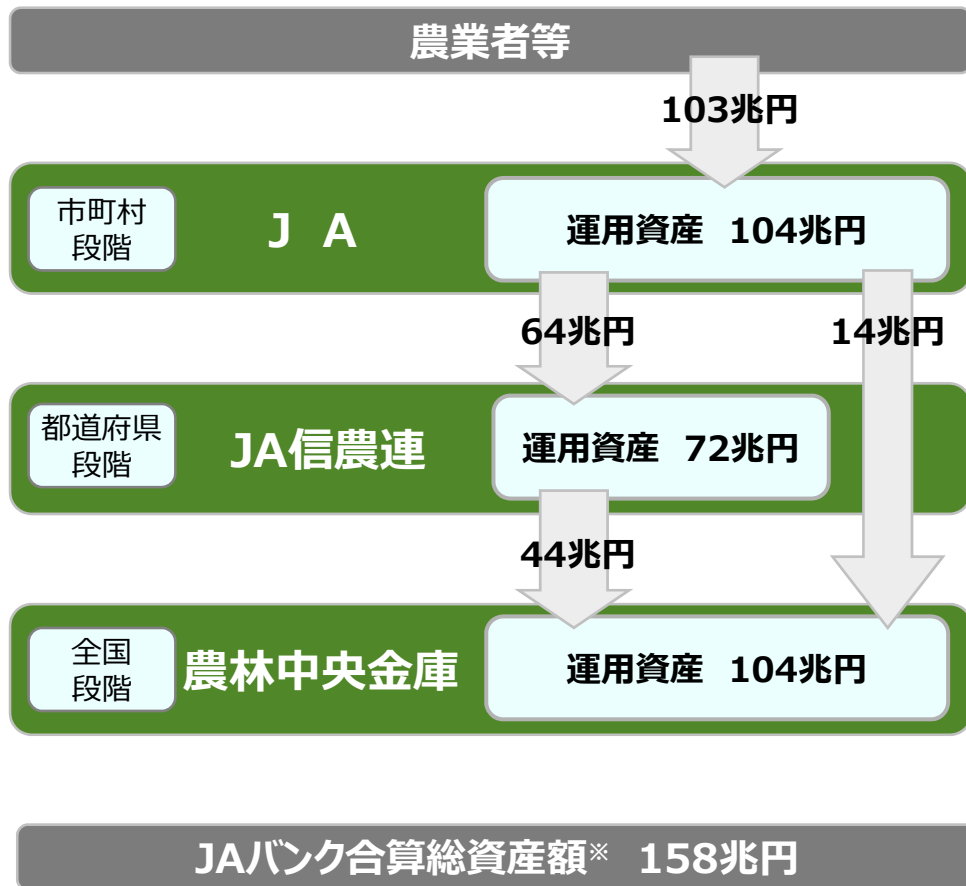 農業者等
103兆円
市町村
段階
J A
運用資産 104兆円
64兆円
14兆円
都道府県
段階
JA信農連
運用資産 72兆円
44兆円
全国
段階
農林中央金庫
運用資産 104兆円
JAバンク合算総資産額※ 158兆円